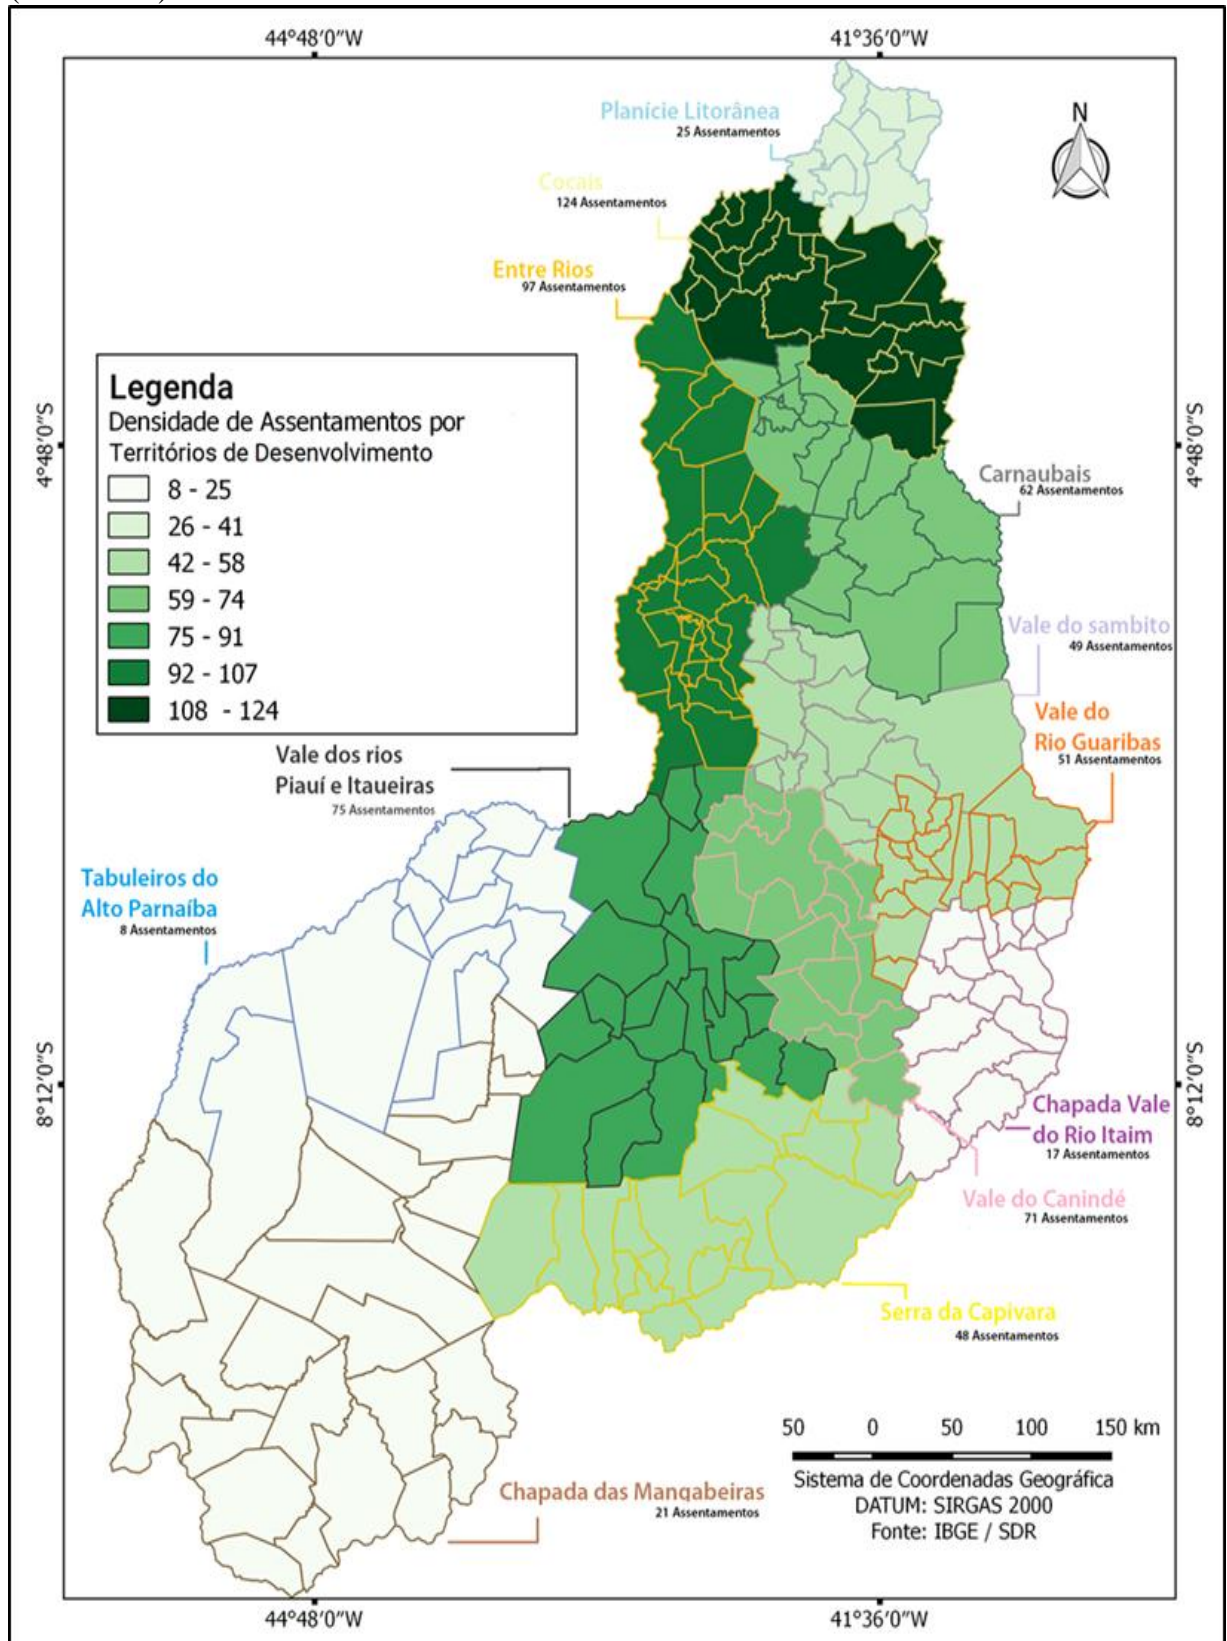 44°48′0″W 41°36′0″W
N
Planície Litorânea
25 Assentamentos
Cocais
124 Assentamentos
Entre Rios
97 Assentamentos
Legenda
Densidade de Assentamentos por
Territórios de Desenvolvimento
8 - 25
26 - 41
42 - 58
59 - 74
75 - 91
92 - 107
108 - 124
4°48′0″S 4°48′0″S
Carnaubais
62 Assentamentos
Vale do sambito
49 Assentamentos
Vale do
Rio Guaribas
51 Assentamentos
Vale dos rios
Piauí e Itaueiras
75 Assentamentos
Tabuleiros do
Alto Parnaíba
8 Assentamentos
8°12′0″S 8°12′0″S
Chapada Vale
do Rio Itaim
17 Assentamentos
Vale do Canindé
71 Assentamentos
Serra da Capivara
48 Assentamentos
50 0 50 100 150 km
Sistema de Coordenadas Geográfica
DATUM: SIRGAS 2000
Fonte: IBGE / SDR
Chapada das Mangabeiras
21 Assentamentos
44°48′0″W 41°36′0″W